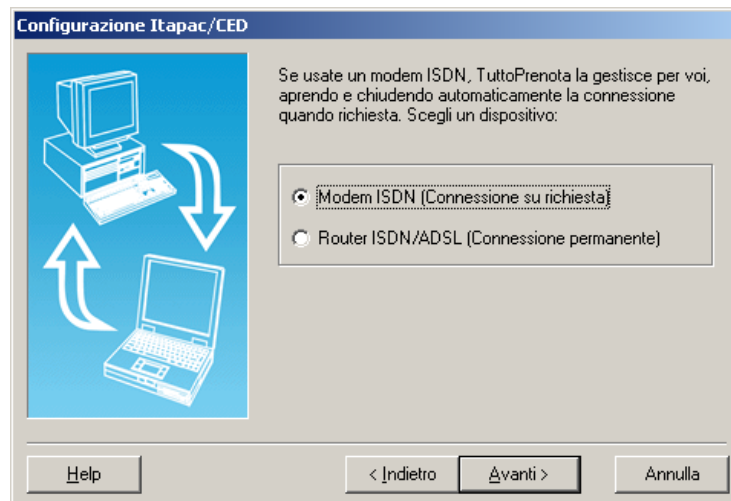 Configurazione Itapac/CED
Se usate un modem ISDN, TuttoPrenota la gestisce per voi,
aprendo e chiudendo automaticamente la connessione
quando richiesta. Scegli un dispositivo:
Modem ISDN (Connessione su richiesta)
Router ISDN/ADSL (Connessione permanente)
Help
< Indietro
Avanti >
Annulla